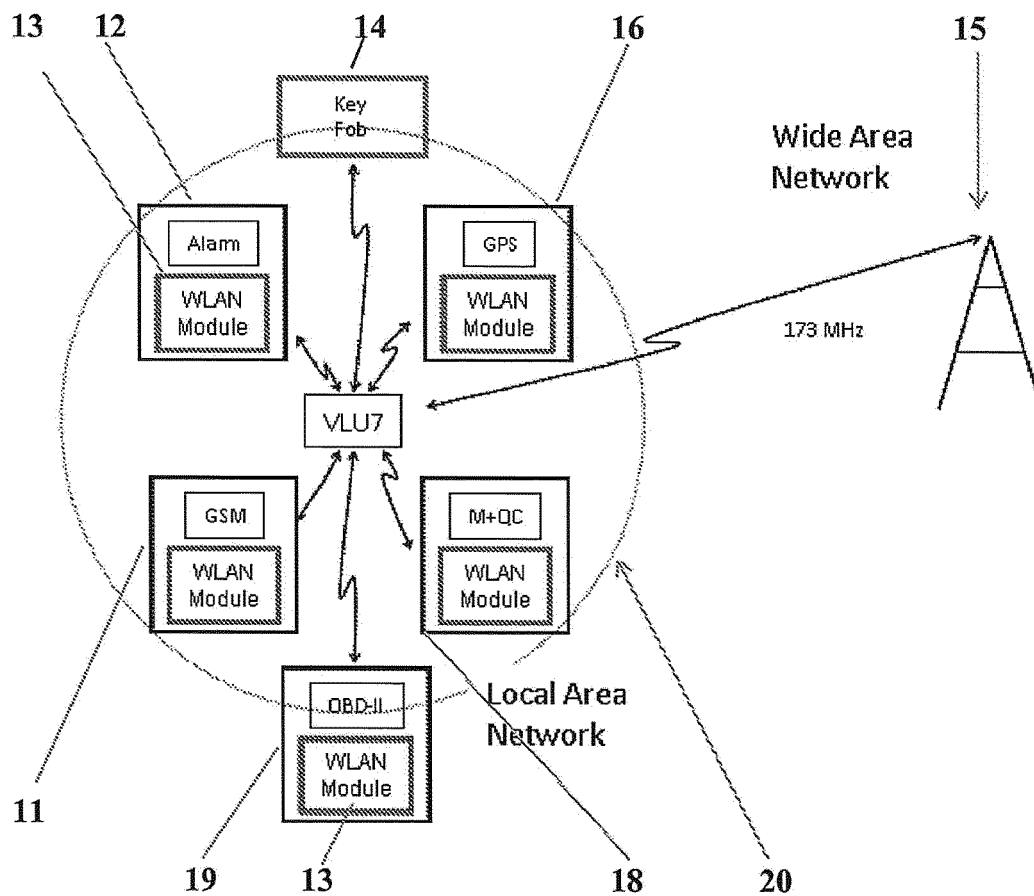 13
12
14
16
15
Key
Fob
Wide Area
Network
Alarm
WLAN
Module
GPS
WLAN
Module
173 MHz
VLU7
GSM
WLAN
Module
M+QC
WLAN
Module
OBD-II
WLAN
Module
Local Area
Network
11
19
13
18
20